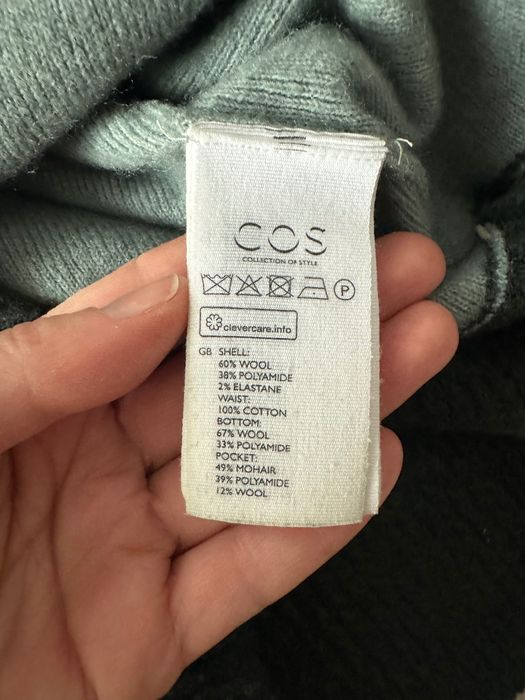 COS
COLLECTION OF STYLE
P
clevercare.info
GB SHELL:
60% WOOL
38% POLYAMIDE
2% ELASTANE
WAIST:
100% COTTON
BOTTOM:
67% WOOL
33% POLYAMIDE
POCKET:
49% MOHAIR
39% POLYAMIDE
12% WOOL